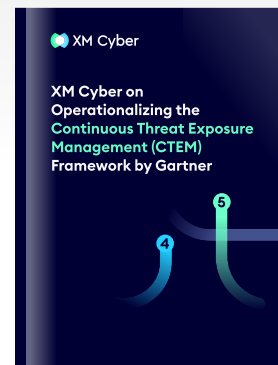 XM Cyber
XM Cyber on
Operationalizing the
Continuous Threat Exposure
Management (CTEM)
Framework by Gartner
5
4